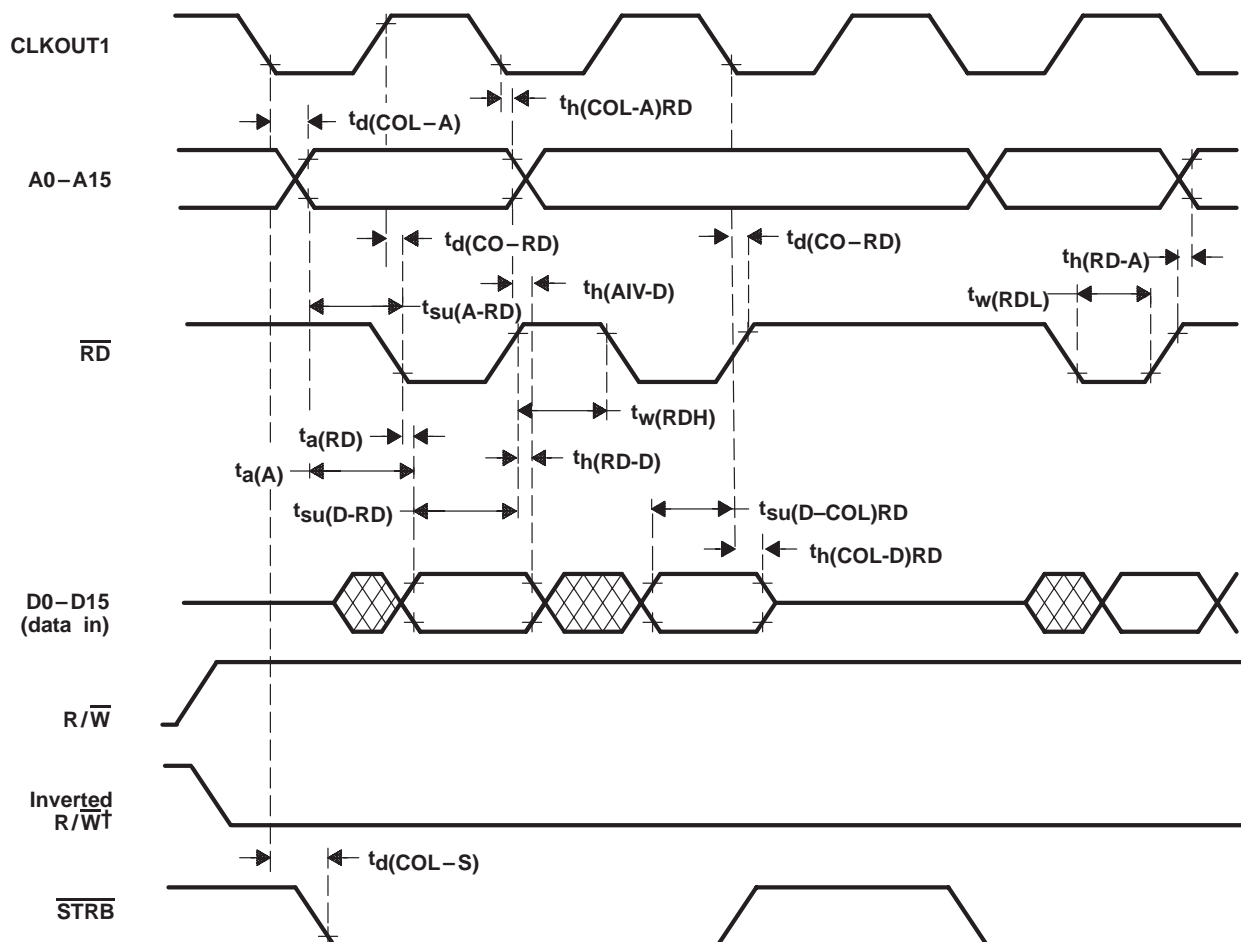 CLKOUT1
th(COL-A)RD
td(COL–A)
A0–A15
td(CO–RD)
td(CO–RD)
th(RD-A)
th(AIV-D)
tw(RDL)
tsu(A-RD)
RD
tw(RDH)
ta(RD)
th(RD-D)
ta(A)
tsu(D-RD)
tsu(D–COL)RD
th(COL-D)RD
D0–D15
(data in)
R/W
Inverted
R/W†
td(COL–S)
STRB